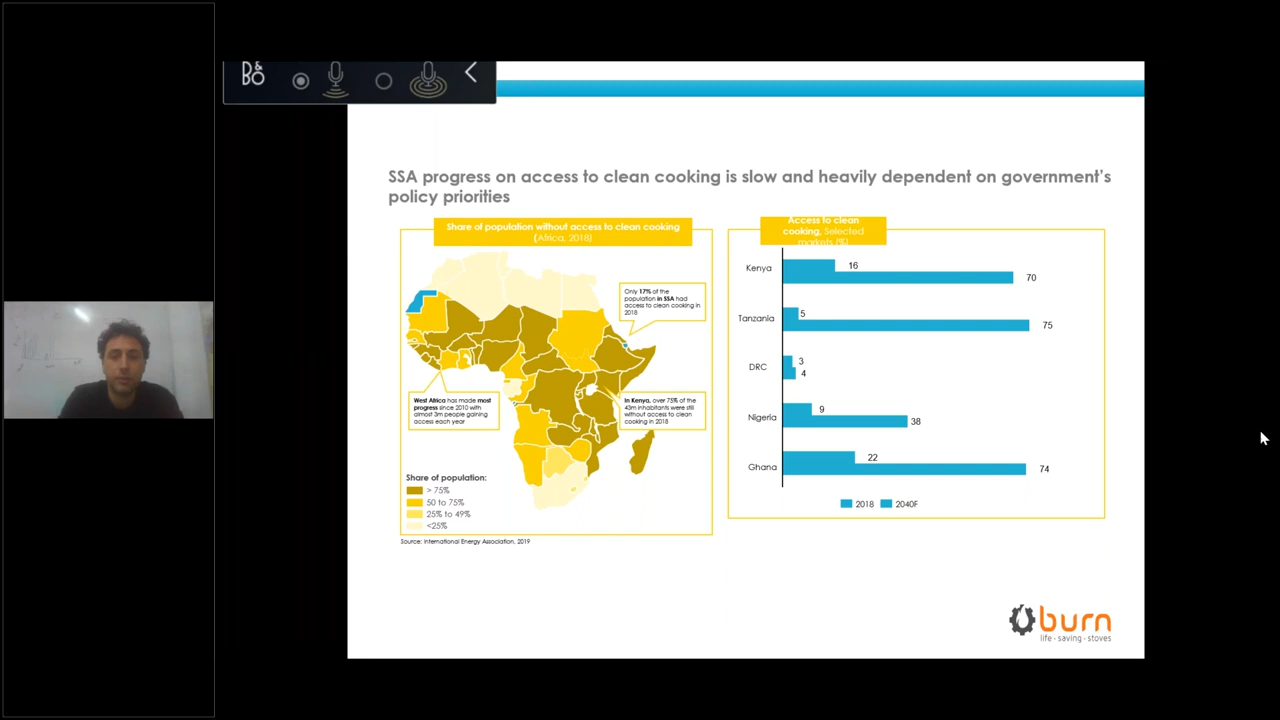 B&
BO
SSA progress on access to clean cooking is slow and heavily dependent on government's
policy priorities
Share of population without access to clean cooking
(Africa, 2018)
Only 17% of the
population in SSA had
access to clean cooking in
2018
West Africa has made most
progress since 2010 with
almost 3m people gaining
access each year
In Kenya, over 75% of the
43m inhabitants were still
without access to clean
cooking in 2018
Share of population:
> 75%
50 to 75%
25% to 49%
<25%
Source: International Energy Association, 2019
Access to clean
cooking, Selected
markets (%)
Kenya
16
70
Tanzania
5
75
DRC
3
4
Nigeria
9
38
Ghana
22
74
2018 2040F
burn
life - saving - stoves